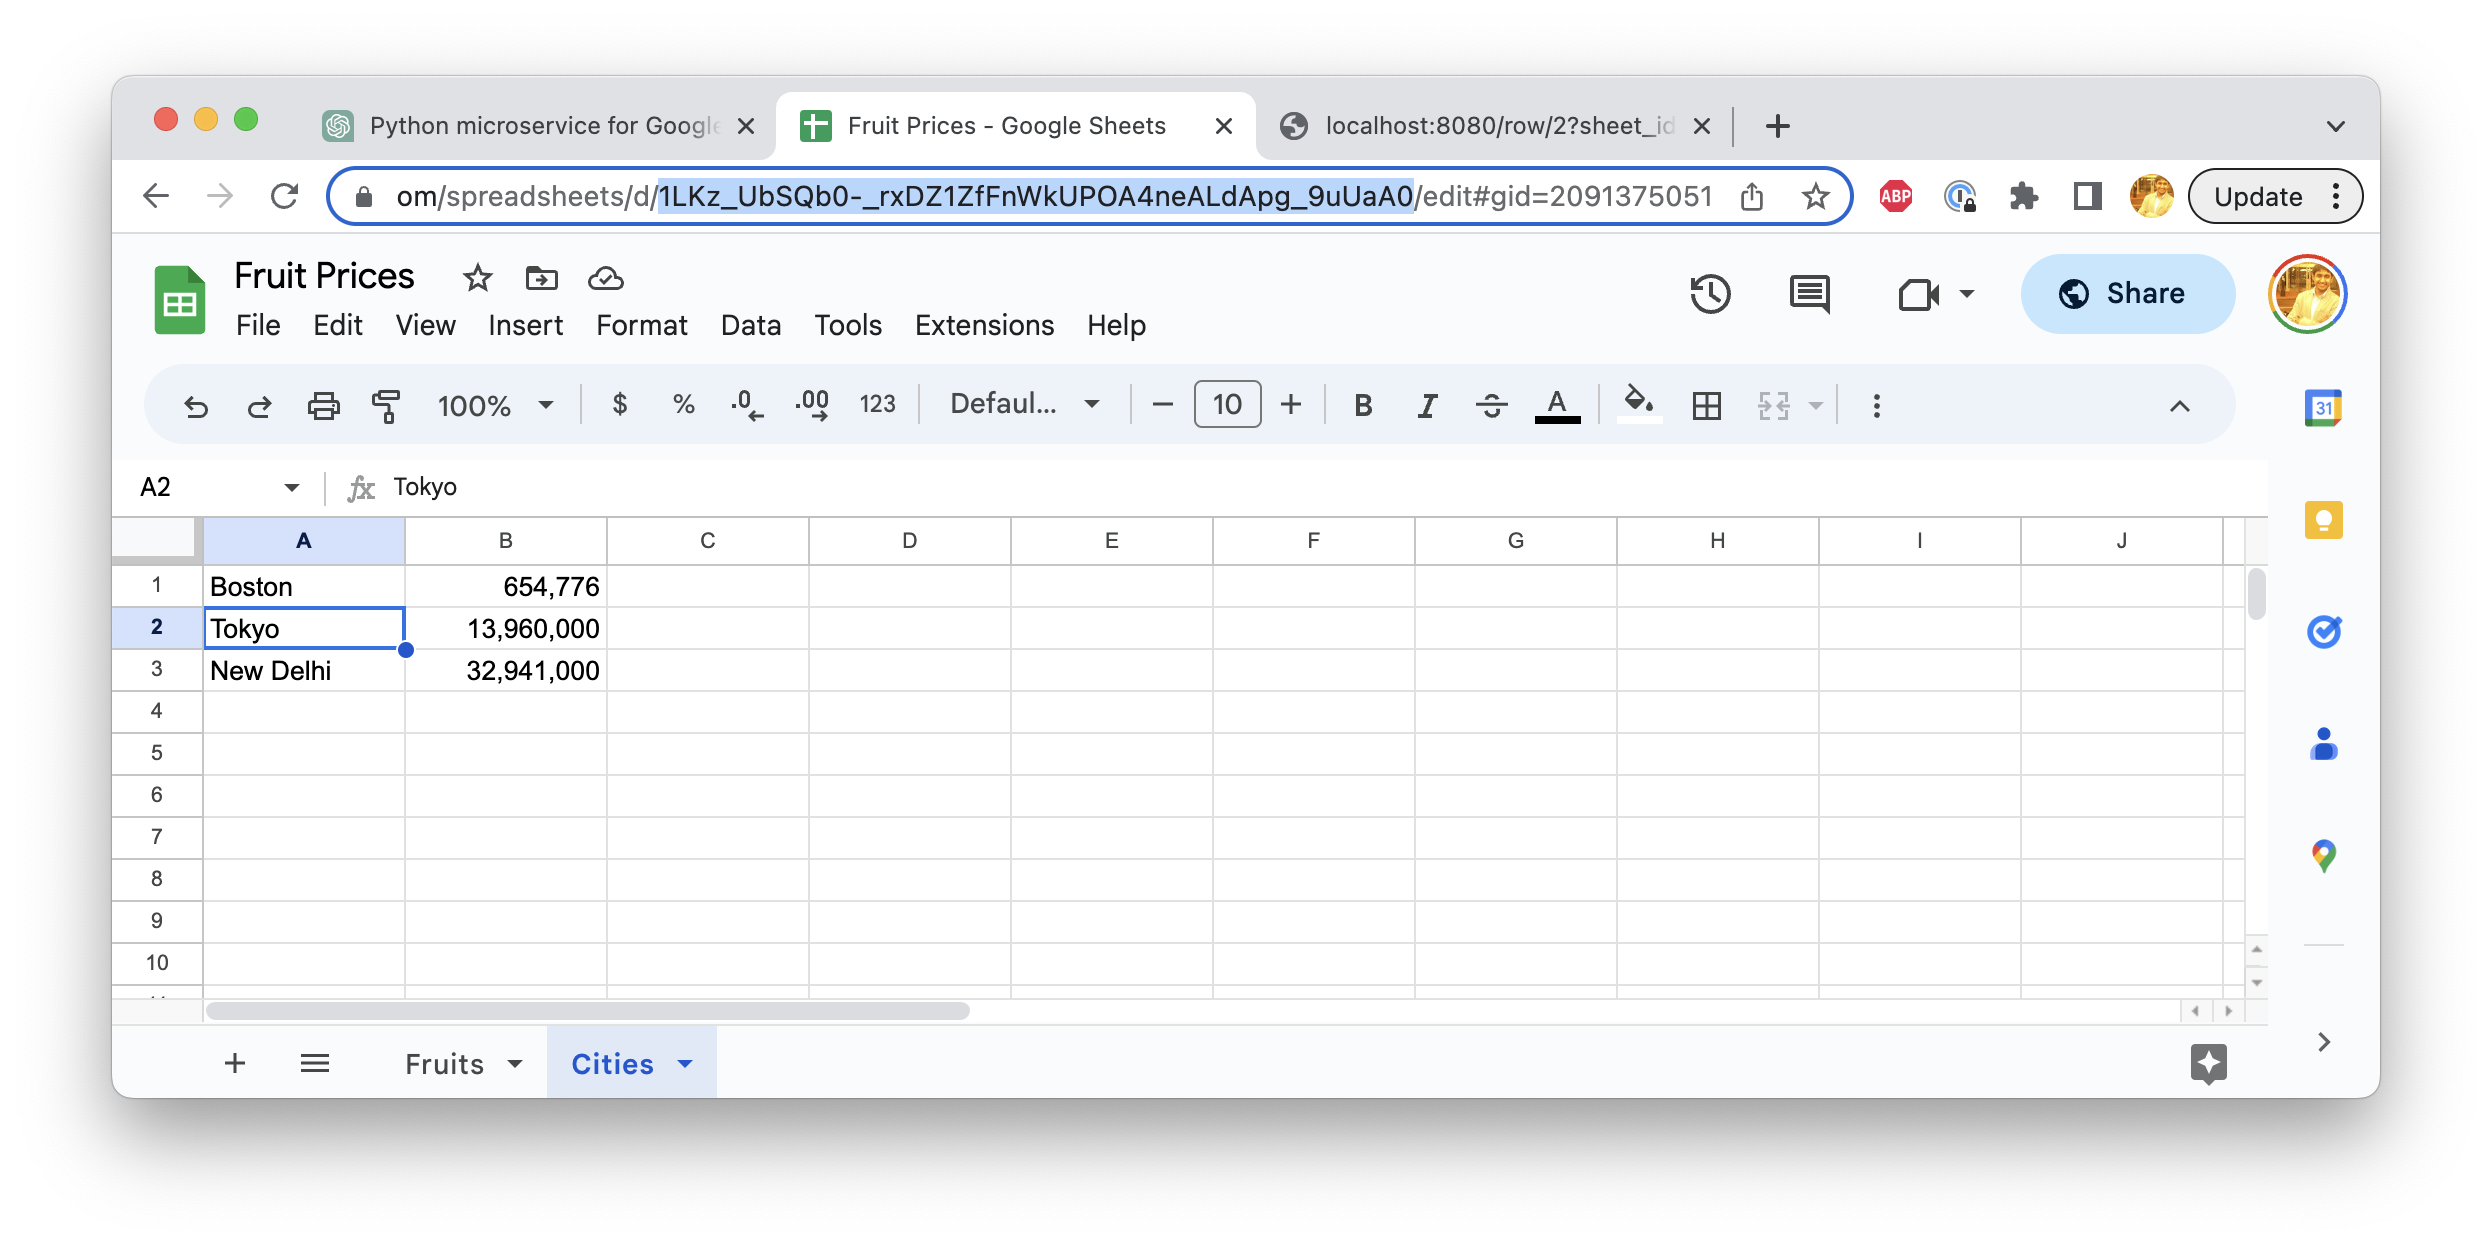 Python microservice for Google
Fruit Prices - Google Sheets
localhost:8080/row/2?sheet_id
om/spreadsheets/d/1LKz_UbSQb0-_rxDZ1ZfFnWkUPOA4neALdApg_9uUaA0/edit#gid=2091375051
ABP
Update
Fruit Prices
File Edit View Insert Format Data Tools Extensions Help
Share
100% $ % .0 .00 123 Defaul... 10 B I S A
31
A2 fx Tokyo
A B C D E F G H I J
1 Boston 654,776
2 Tokyo 13,960,000
3 New Delhi 32,941,000
4
5
6
7
8
9
10
Fruits Cities